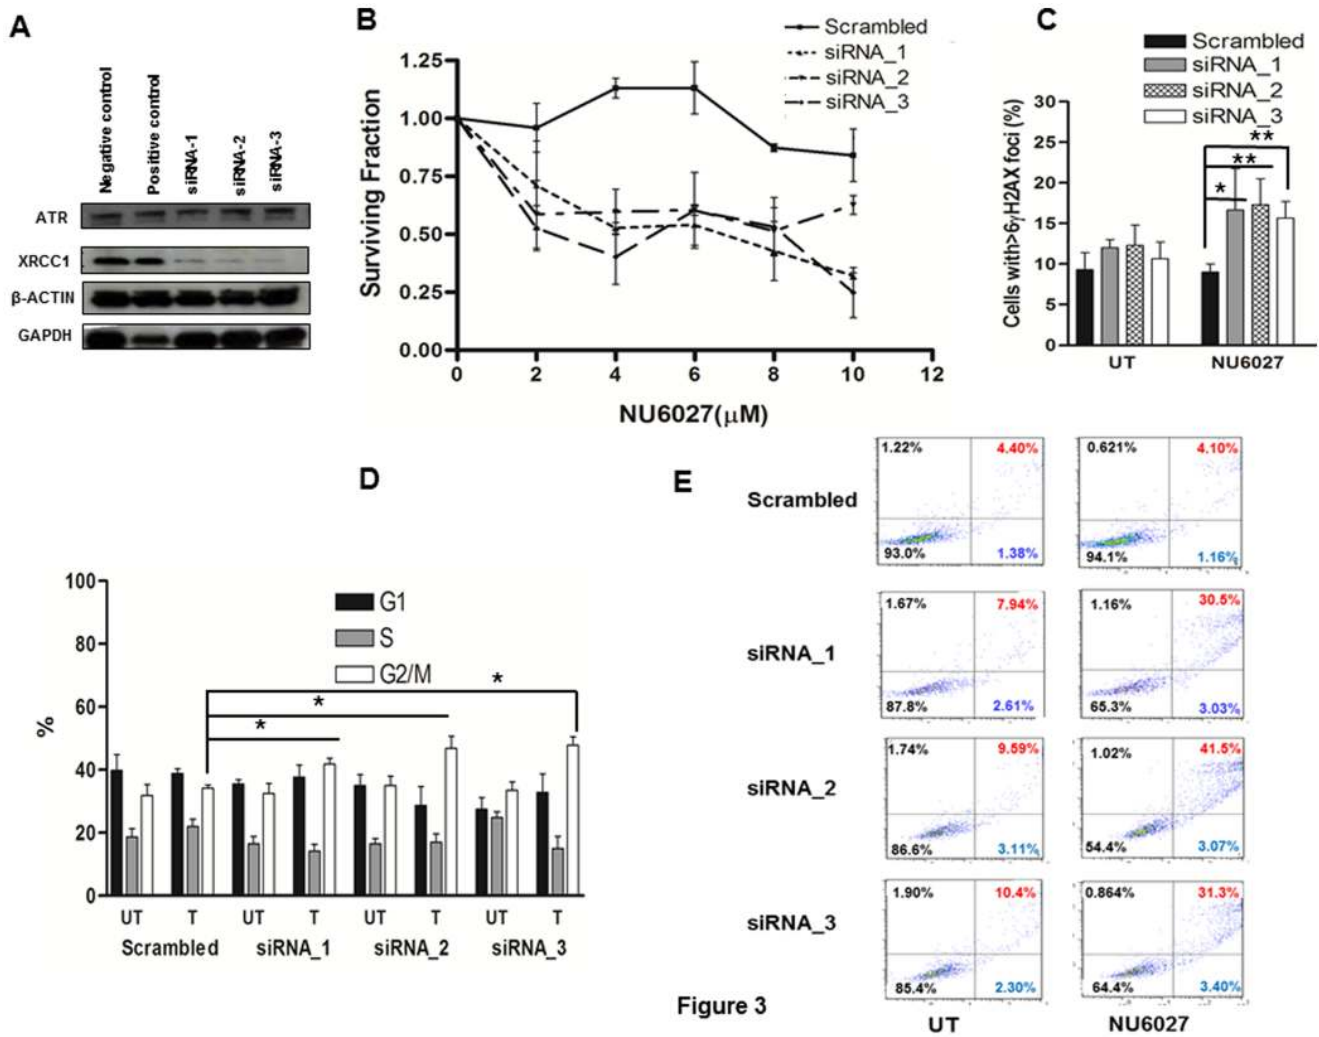 A
Negative control
Positive control
siRNA-1
siRNA-2
siRNA-3
ATR
XRCC1
β-ACTIN
GAPDH
B
Scrambled
siRNA_1
siRNA_2
siRNA_3
Surviving Fraction
1.25
1.00
0.75
0.50
0.25
0.00
0 2 4 6 8 10 12
NU6027(μM)
C
Scrambled
siRNA_1
siRNA_2
siRNA_3
Cells with>6γH2AX foci (%)
30
25
20
15
10
5
0
**
**
*
UT NU6027
D
G1
S
G2/M
%
100
80
60
40
20
0
*
*
*
UT T UT T UT T UT T
Scrambled siRNA_1 siRNA_2 siRNA_3
E
Scrambled
1.22% 4.40% 0.621% 4.10%
93.0% 1.38% 94.1% 1.16%
siRNA_1
1.67% 7.94% 1.16% 30.5%
87.8% 2.61% 65.3% 3.03%
siRNA_2
1.74% 9.59% 1.02% 41.5%
86.6% 3.11% 54.4% 3.07%
siRNA_3
1.90% 10.4% 0.864% 31.3%
85.4% 2.30% 64.4% 3.40%
UT NU6027
Figure 3